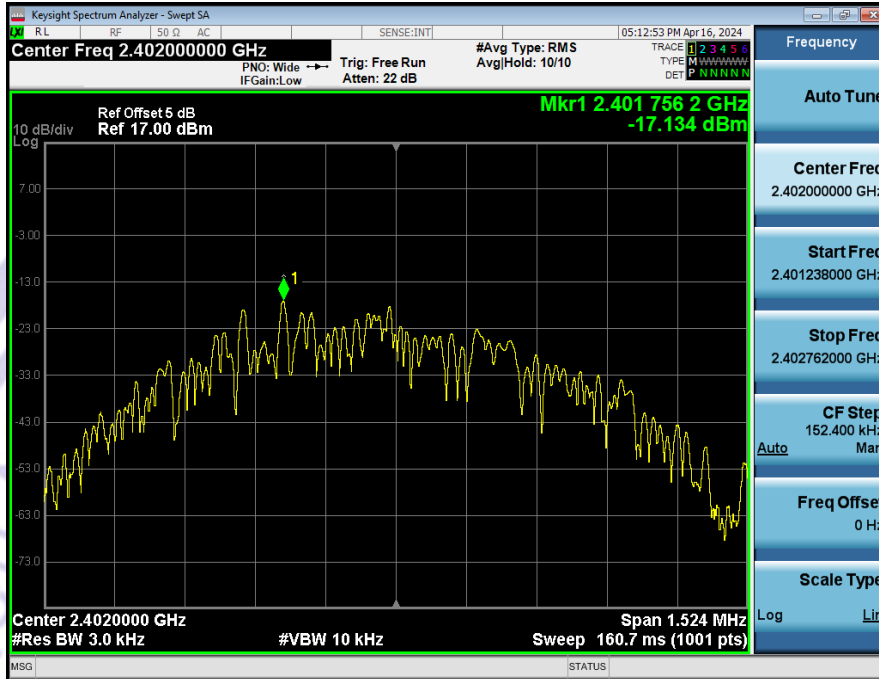 Keysight Spectrum Analyzer - Swept SA
LXI RL RF 50 Ω AC SENSE:INT 05:12:53 PM Apr 16, 2024
Center Freq 2.402000000 GHz
PNO: Wide
IFGain:Low
Trig: Free Run
Atten: 22 dB
#Avg Type: RMS
Avg|Hold: 10/10
TRACE 1 2 3 4 5 6
TYPE M WWWWW
DET P N N N N N
Ref Offset 5 dB
10 dB/div Ref 17.00 dBm
Log
Mkr1 2.401 756 2 GHz
-17.134 dBm
7.00
-3.00
-13.0
1
-23.0
-33.0
-43.0
-53.0
-63.0
-73.0
Center 2.4020000 GHz
Span 1.524 MHz
#Res BW 3.0 kHz
#VBW 10 kHz
Sweep 160.7 ms (1001 pts)
MSG
STATUS
Frequency
Auto Tune
Center Freq
2.402000000 GHz
Start Freq
2.401238000 GHz
Stop Freq
2.402762000 GHz
CF Step
152.400 kHz
Auto Man
Freq Offset
0 Hz
Scale Type
Log Lin